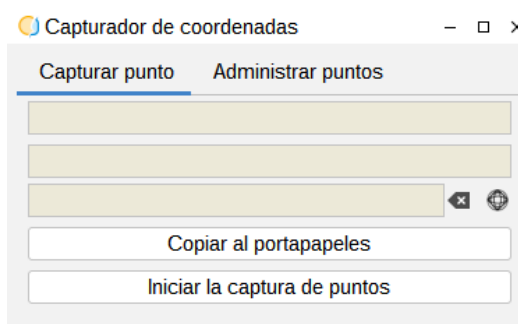 Capturador de coordenadas
Capturar punto Administrar puntos
Copiar al portapapeles
Iniciar la captura de puntos